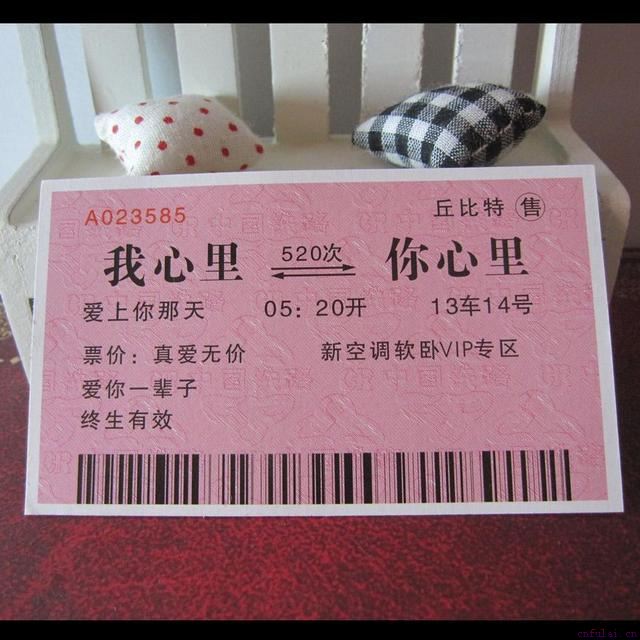 A023585
丘比特 售
我心里 520次 你心里
爱上你那天 05：20开 13车14号
票价：真爱无价 新空调软卧VIP专区
爱你一辈子
终生有效